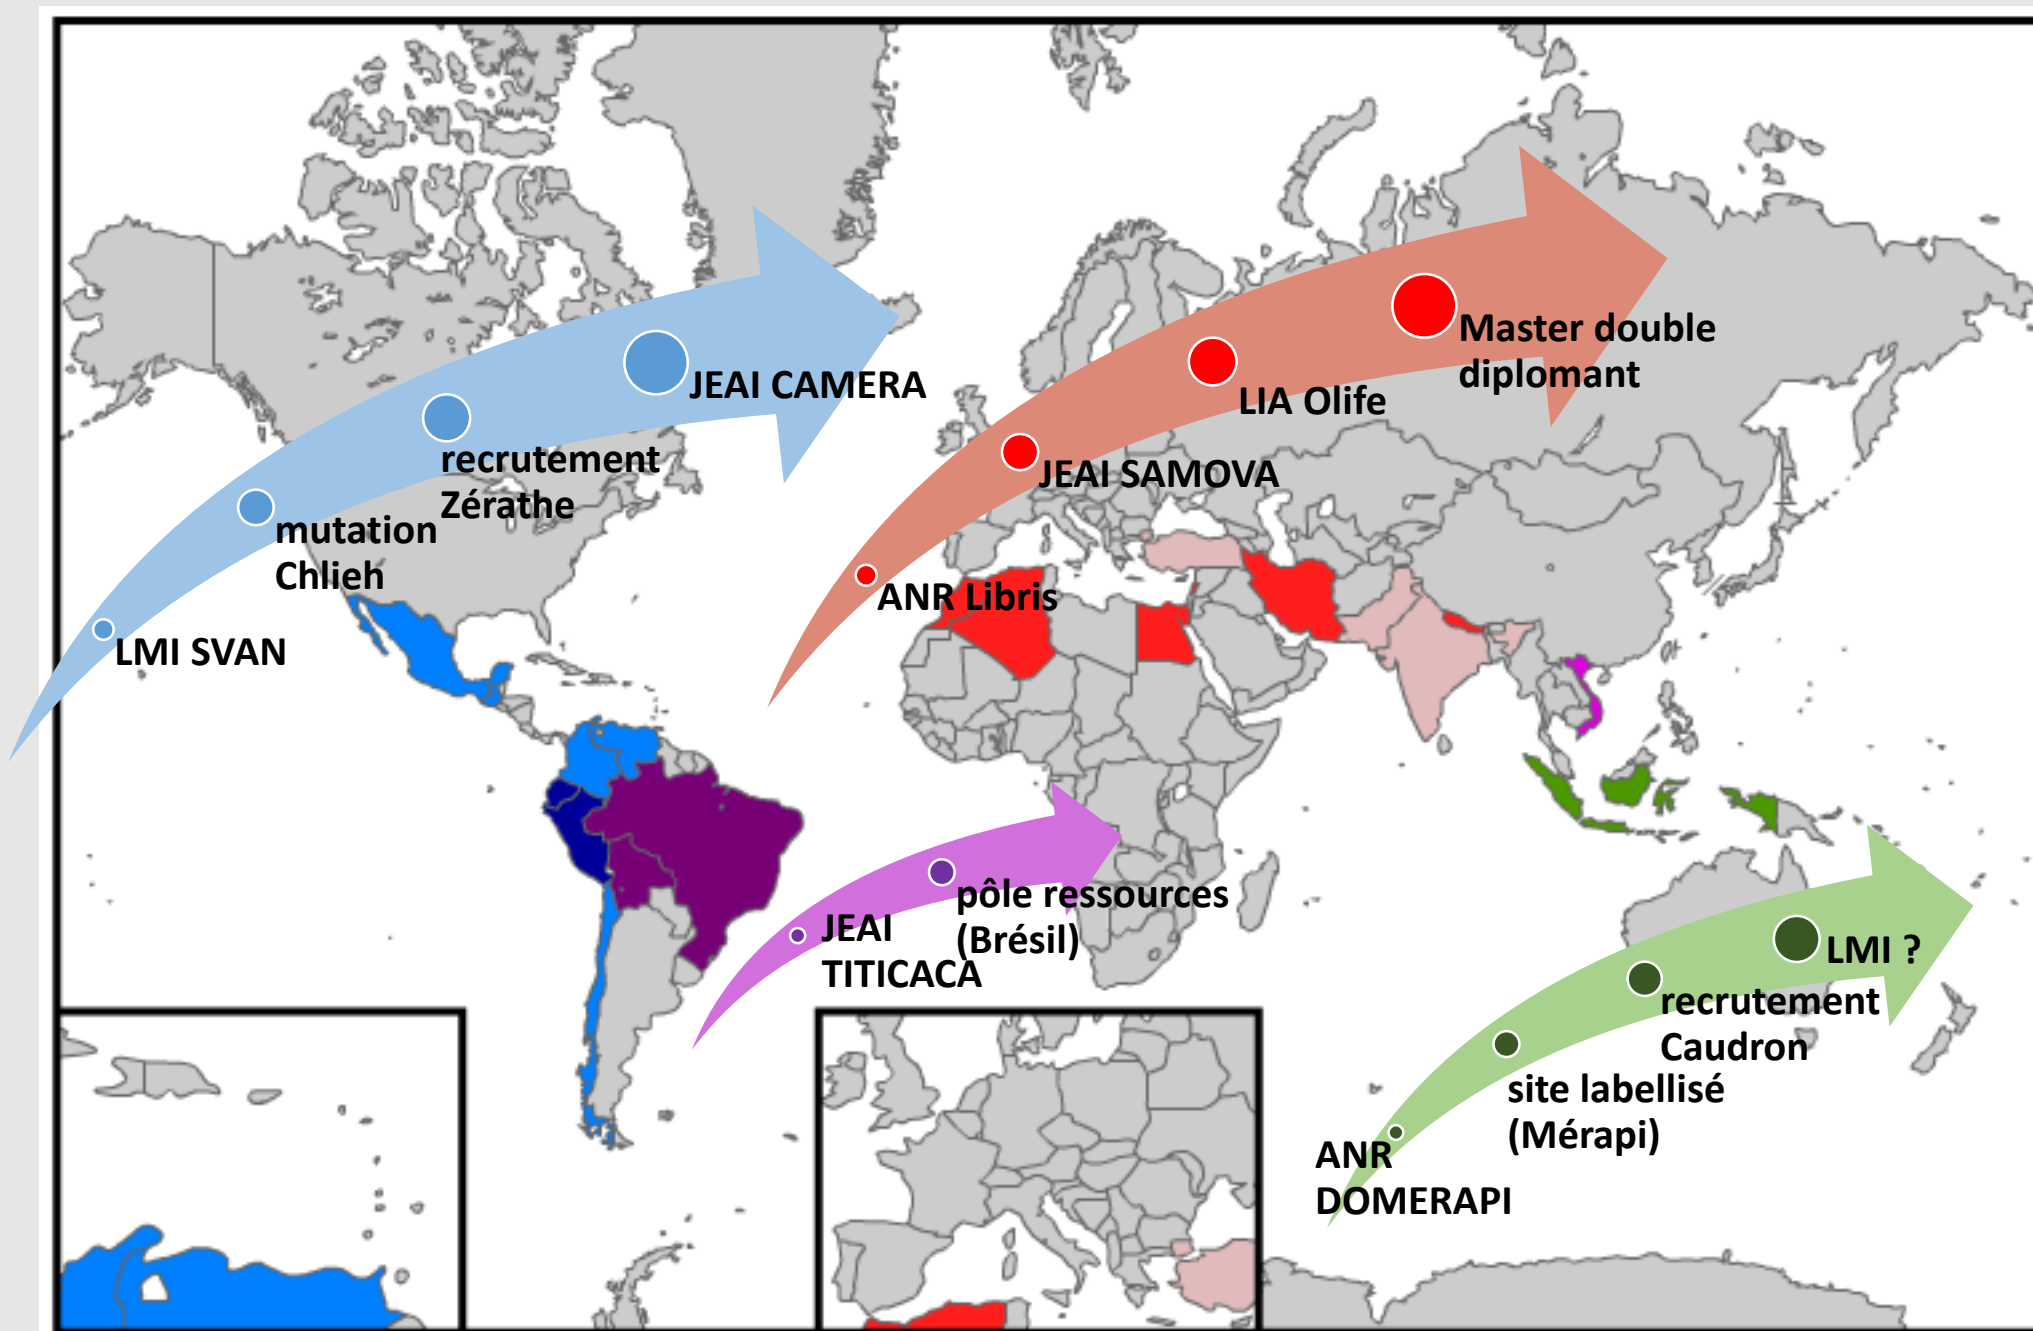 LMI SVAN
mutation
Chlieh
recrutement
Zérathe
JEAI CAMERA
ANR Libris
JEAI SAMOVA
LIA Olife
Master double
diplomant
JEAI
TITICACA
pôle ressources
(Brésil)
ANR
DOMERAPI
site labellisé
(Mérapi)
recrutement
Caudron
LMI ?